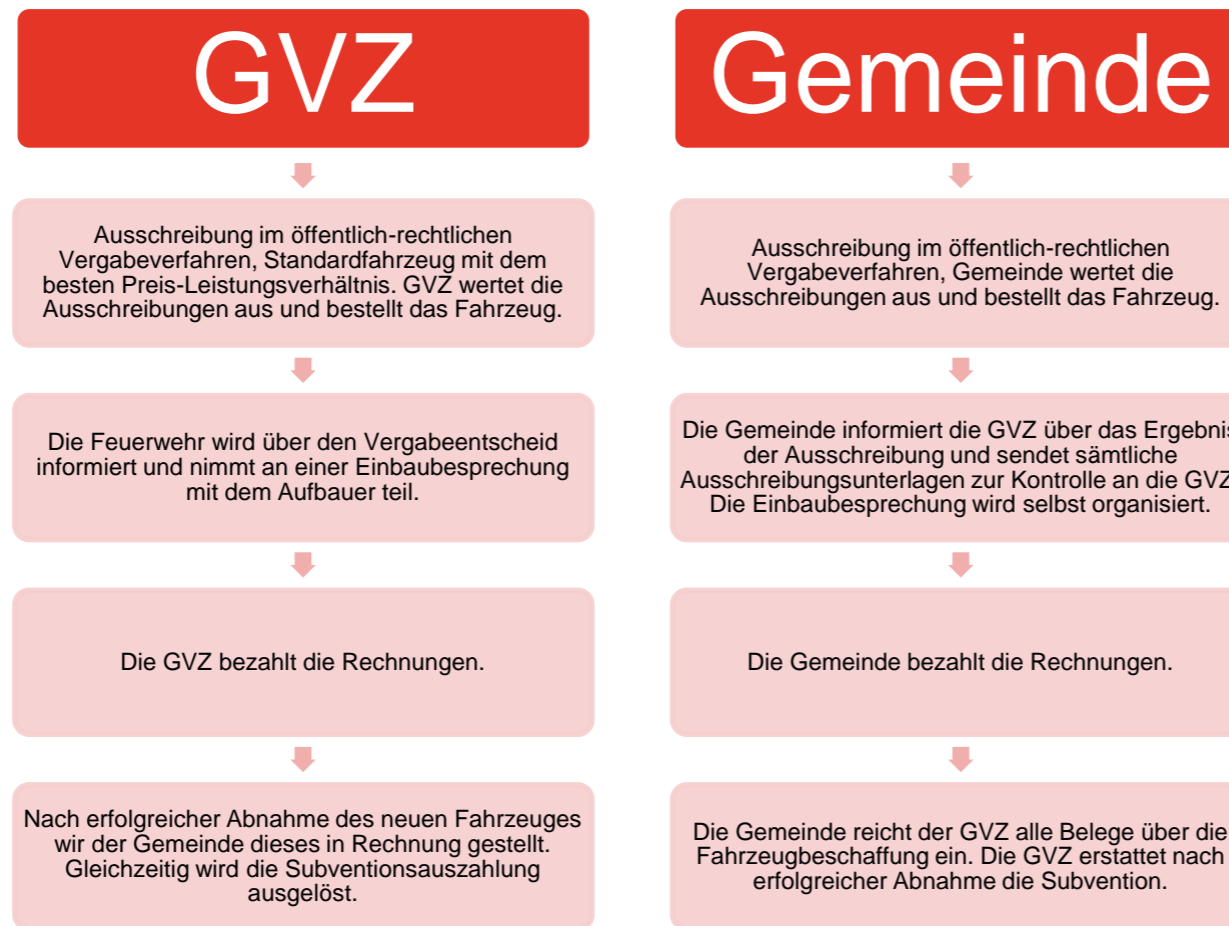 GVZ
Ausschreibung im öffentlich-rechtlichen
Vergabeverfahren, Standardfahrzeug mit dem
besten Preis-Leistungsverhältnis. GVZ wertet die
Ausschreibungen aus und bestellt das Fahrzeug.
Die Feuerwehr wird über den Vergabeentscheid
informiert und nimmt an einer Einbaubesprechung
mit dem Aufbauer teil.
Die GVZ bezahlt die Rechnungen.
Nach erfolgreicher Abnahme des neuen Fahrzeuges
wir der Gemeinde dieses in Rechnung gestellt.
Gleichzeitig wird die Subventionsauszahlung
ausgelöst.
Gemeinde
Ausschreibung im öffentlich-rechtlichen
Vergabeverfahren, Gemeinde wertet die
Ausschreibungen aus und bestellt das Fahrzeug.
Die Gemeinde informiert die GVZ über das Ergebnis
der Ausschreibung und sendet sämtliche
Ausschreibungsunterlagen zur Kontrolle an die GVZ
Die Einbaubesprechung wird selbst organisiert.
Die Gemeinde bezahlt die Rechnungen.
Die Gemeinde reicht der GVZ alle Belege über die
Fahrzeugbeschaffung ein. Die GVZ erstattet nach
erfolgreicher Abnahme die Subvention.